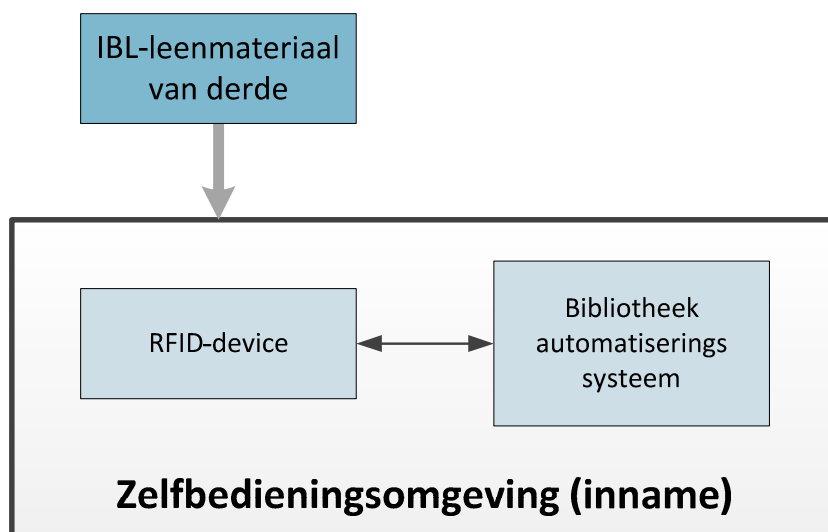 IBL-leenmateriaal
van derde
RFID-device
Bibliotheek
automatiserings
systeem
Zelfbedieningsomgeving (inname)